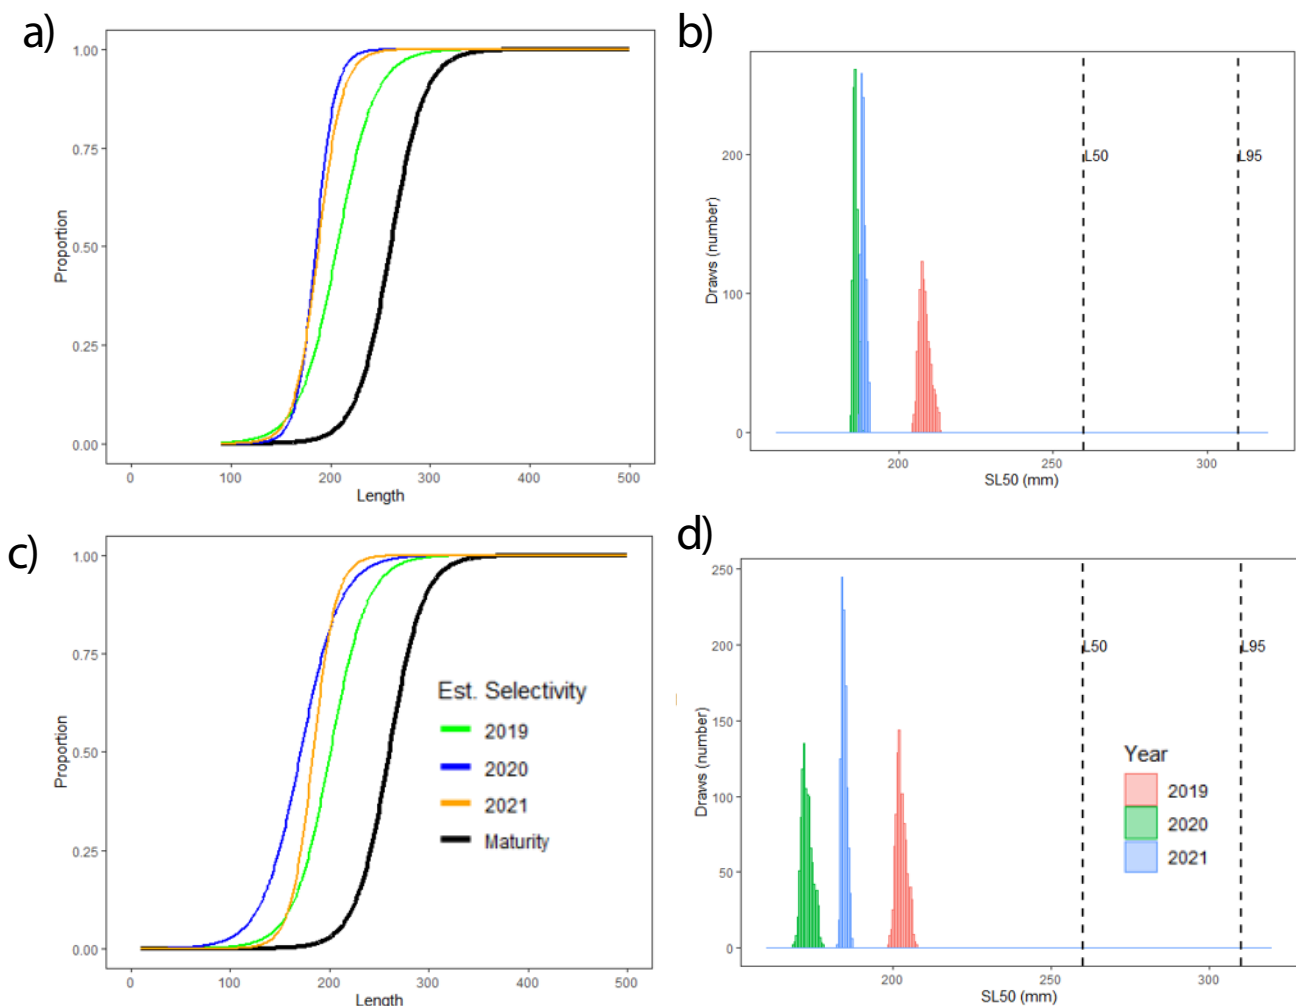 a)
1.00
0.75
0.50
0.25
0.00
Proportion
0 100 200 300 400 500
Length
b)
200
100
0
Draws (number)
L50
L95
200 250 300
SL50 (mm)
c)
1.00
0.75
0.50
0.25
0.00
Proportion
Est. Selectivity
2019
2020
2021
Maturity
0 100 200 300 400 500
Length
d)
250
200
150
100
50
0
Draws (number)
L50
L95
Year
2019
2020
2021
200 250 300
SL50 (mm)